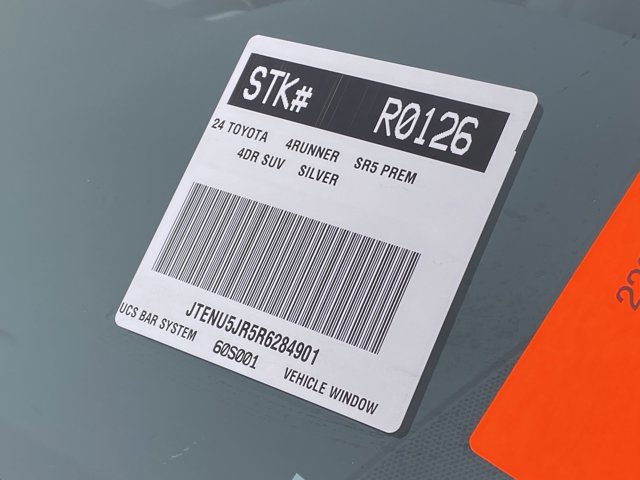 STK# R0126
24 TOYOTA 4RUNNER SR5 PREM
4DR SUV SILVER
JTENU5JR5R6284901
UCS BAR SYSTEM 60S001 VEHICLE WINDOW